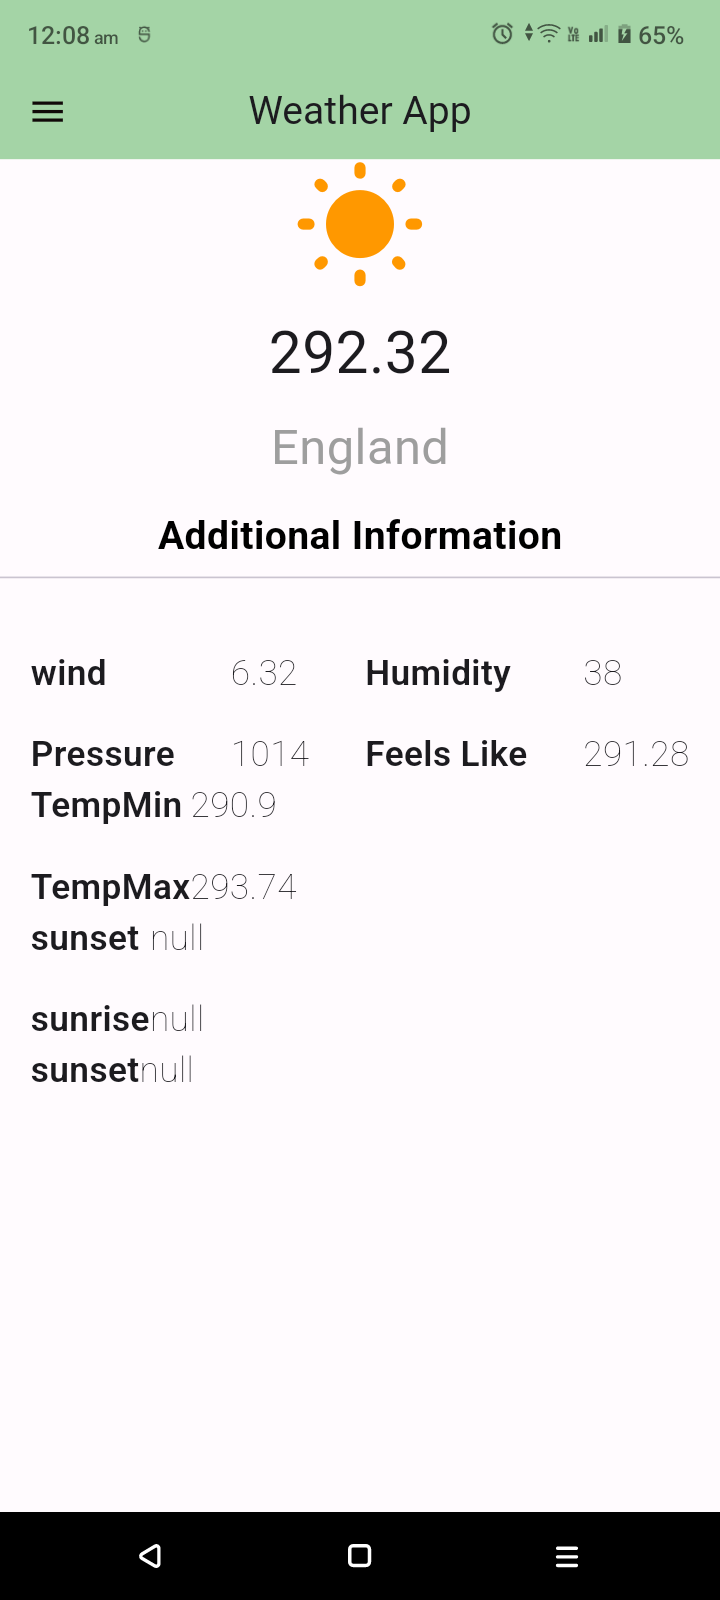 12:08 am 65%
Weather App
292.32
England
Additional Information
wind 6.32 Humidity 38
Pressure 1014 Feels Like 291.28
TempMin 290.9
TempMax293.74
sunset null
sunrisenull
sunsetnull